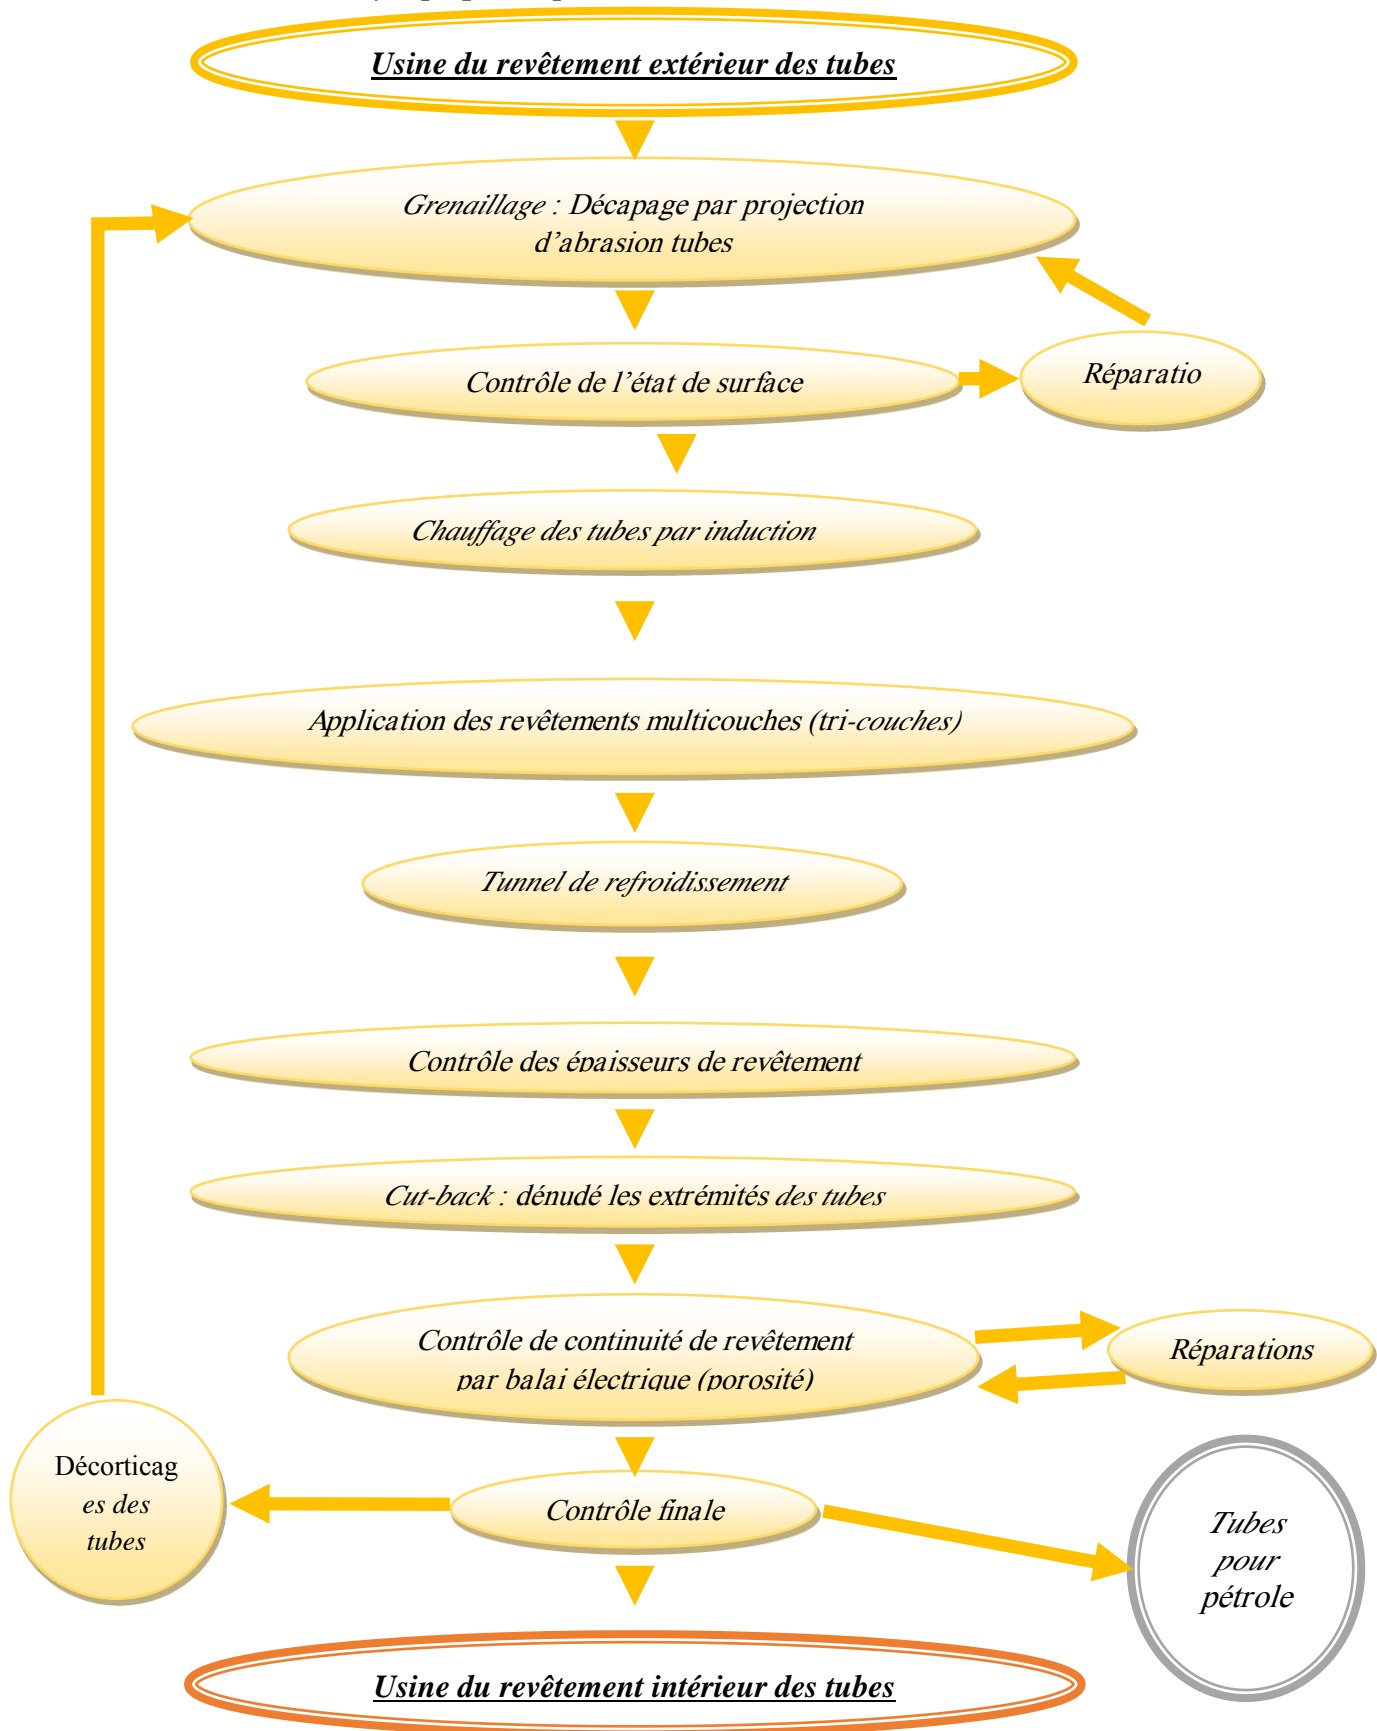 Usine du revêtement extérieur des tubes
Grenaillage : Décapage par projection
d’abrasion tubes
Contrôle de l’état de surface
Réparatio
Chauffage des tubes par induction
Application des revêtements multicouches (tri-couches)
Tunnel de refroidissement
Contrôle des épaisseurs de revêtement
Cut-back : dénudé les extrémités des tubes
Contrôle de continuité de revêtement
par balai électrique (porosité)
Réparations
Décorticag
es des
tubes
Contrôle finale
Tubes
pour
pétrole
Usine du revêtement intérieur des tubes